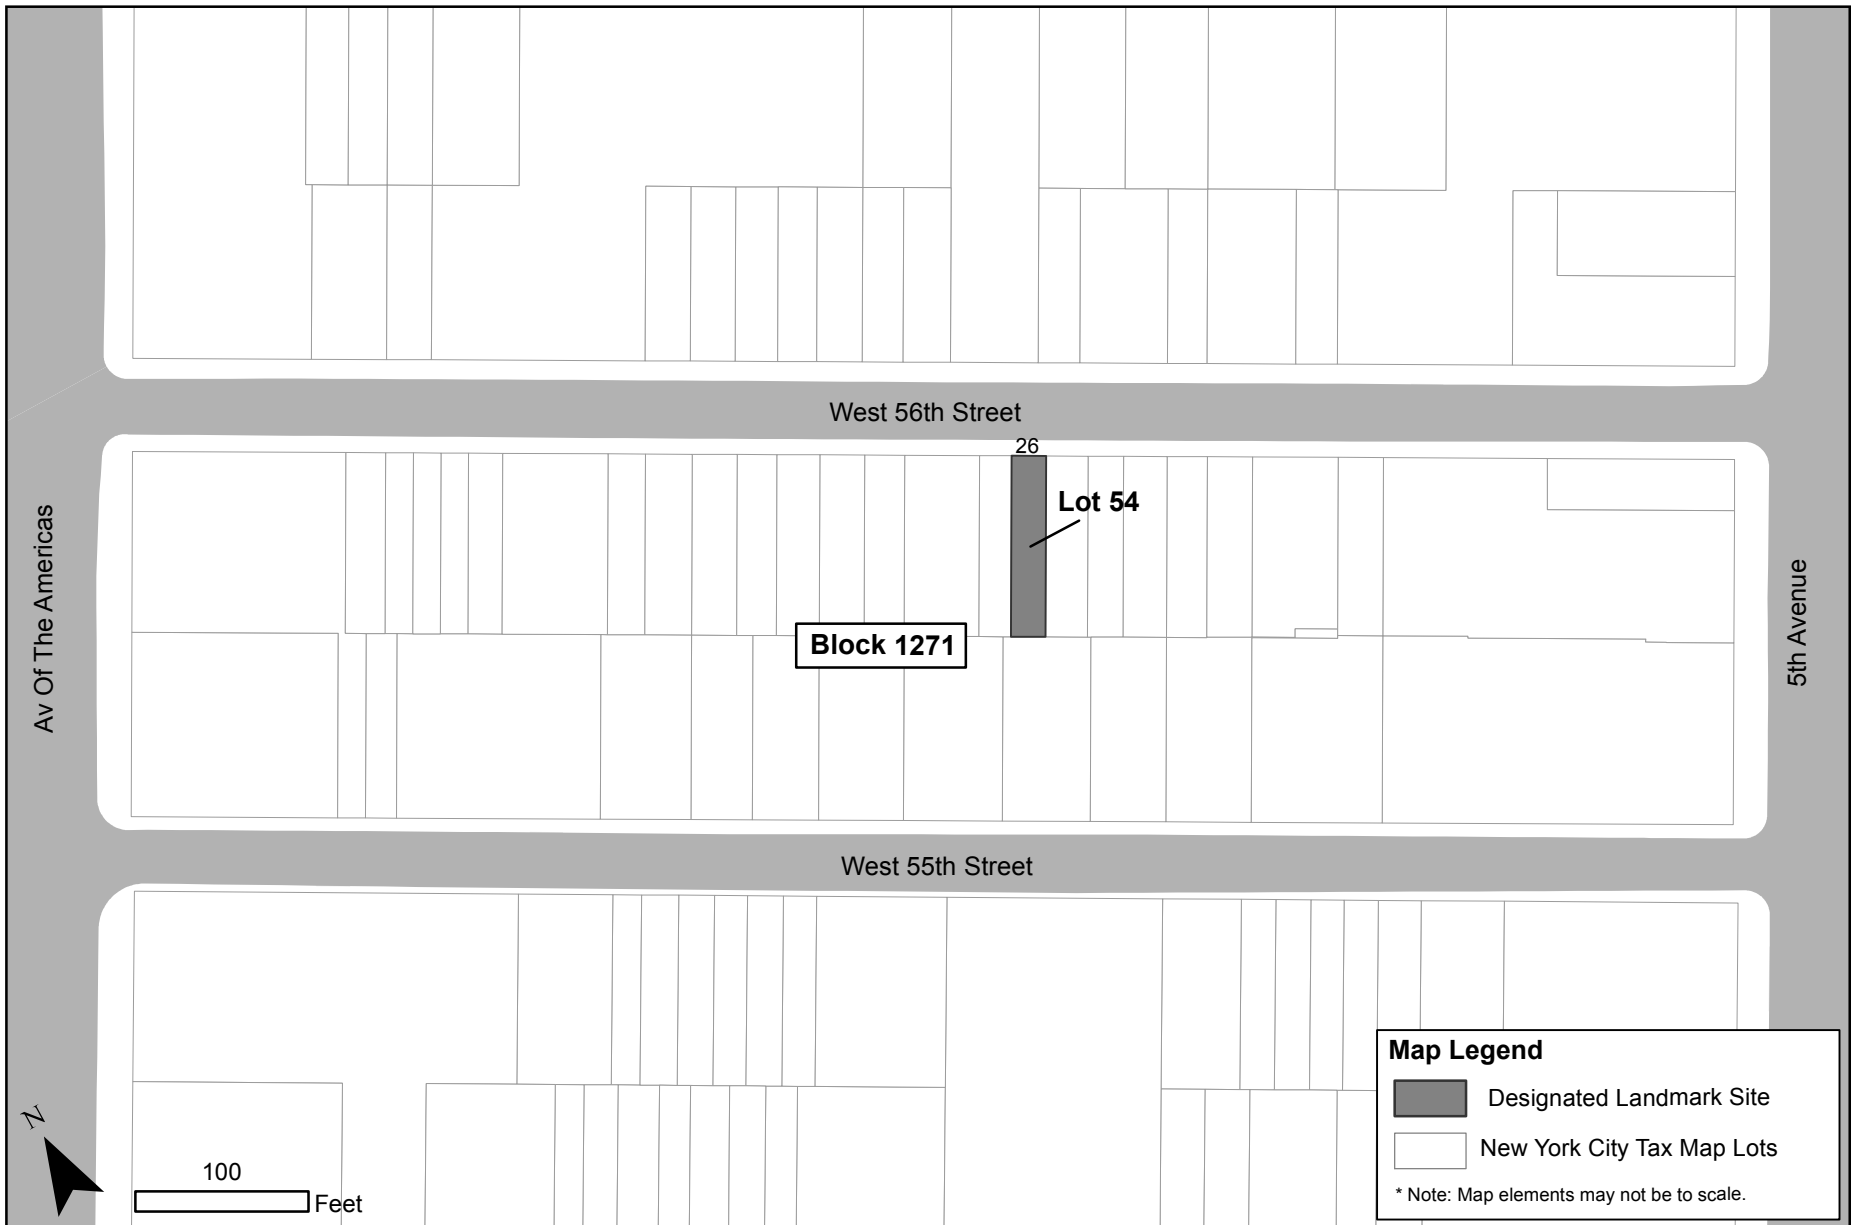 West 56th Street
26
Lot 54
Av Of The Americas
5th Avenue
Block 1271
West 55th Street
N
100
Feet
Map Legend
Designated Landmark Site
New York City Tax Map Lots
* Note: Map elements may not be to scale.